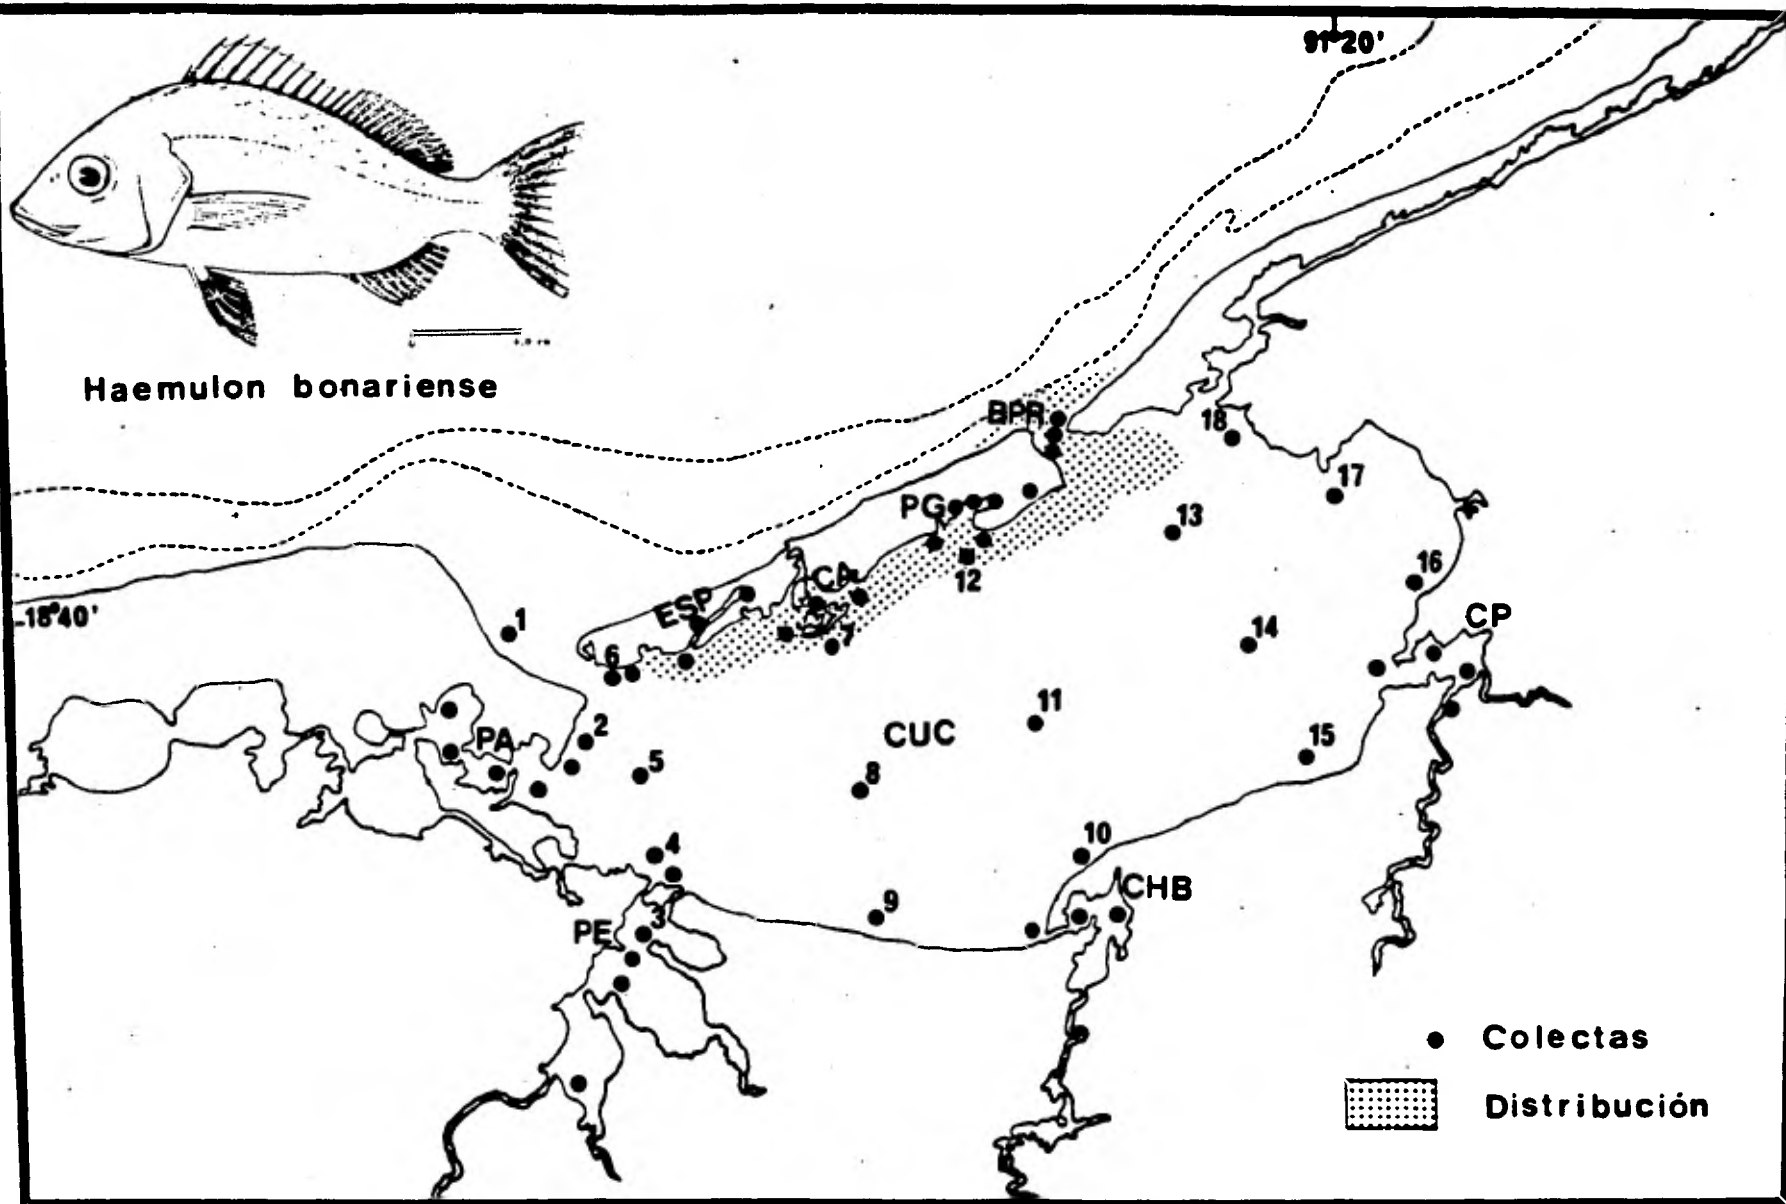 91°20'
Haemulon bonariense
BPR
18
17
PG
13
12
16
CA
18°40'
ESP
1
CP
14
7
6
11
2
CUC
PA
15
5
8
10
4
CHB
9
3
PE
Colectas
Distribución